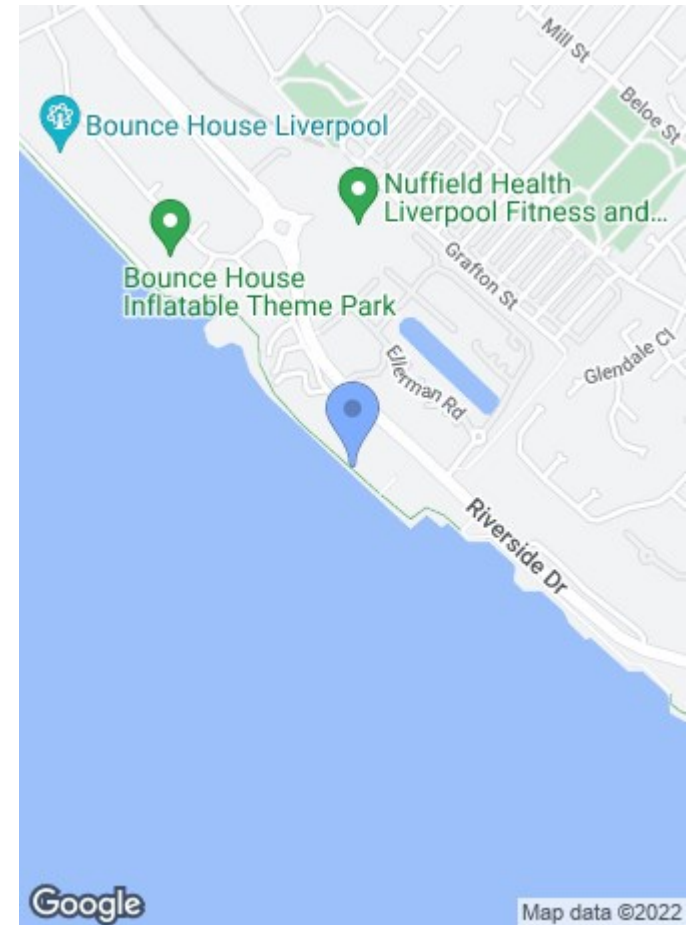 Mill St
Beloe St
Bounce House Liverpool
Nuffield Health
Liverpool Fitness and...
Grafton St
Bounce House
Inflatable Theme Park
Glendale Cl
Ellerman Rd
Riverside Dr
Google
Map data ©2022